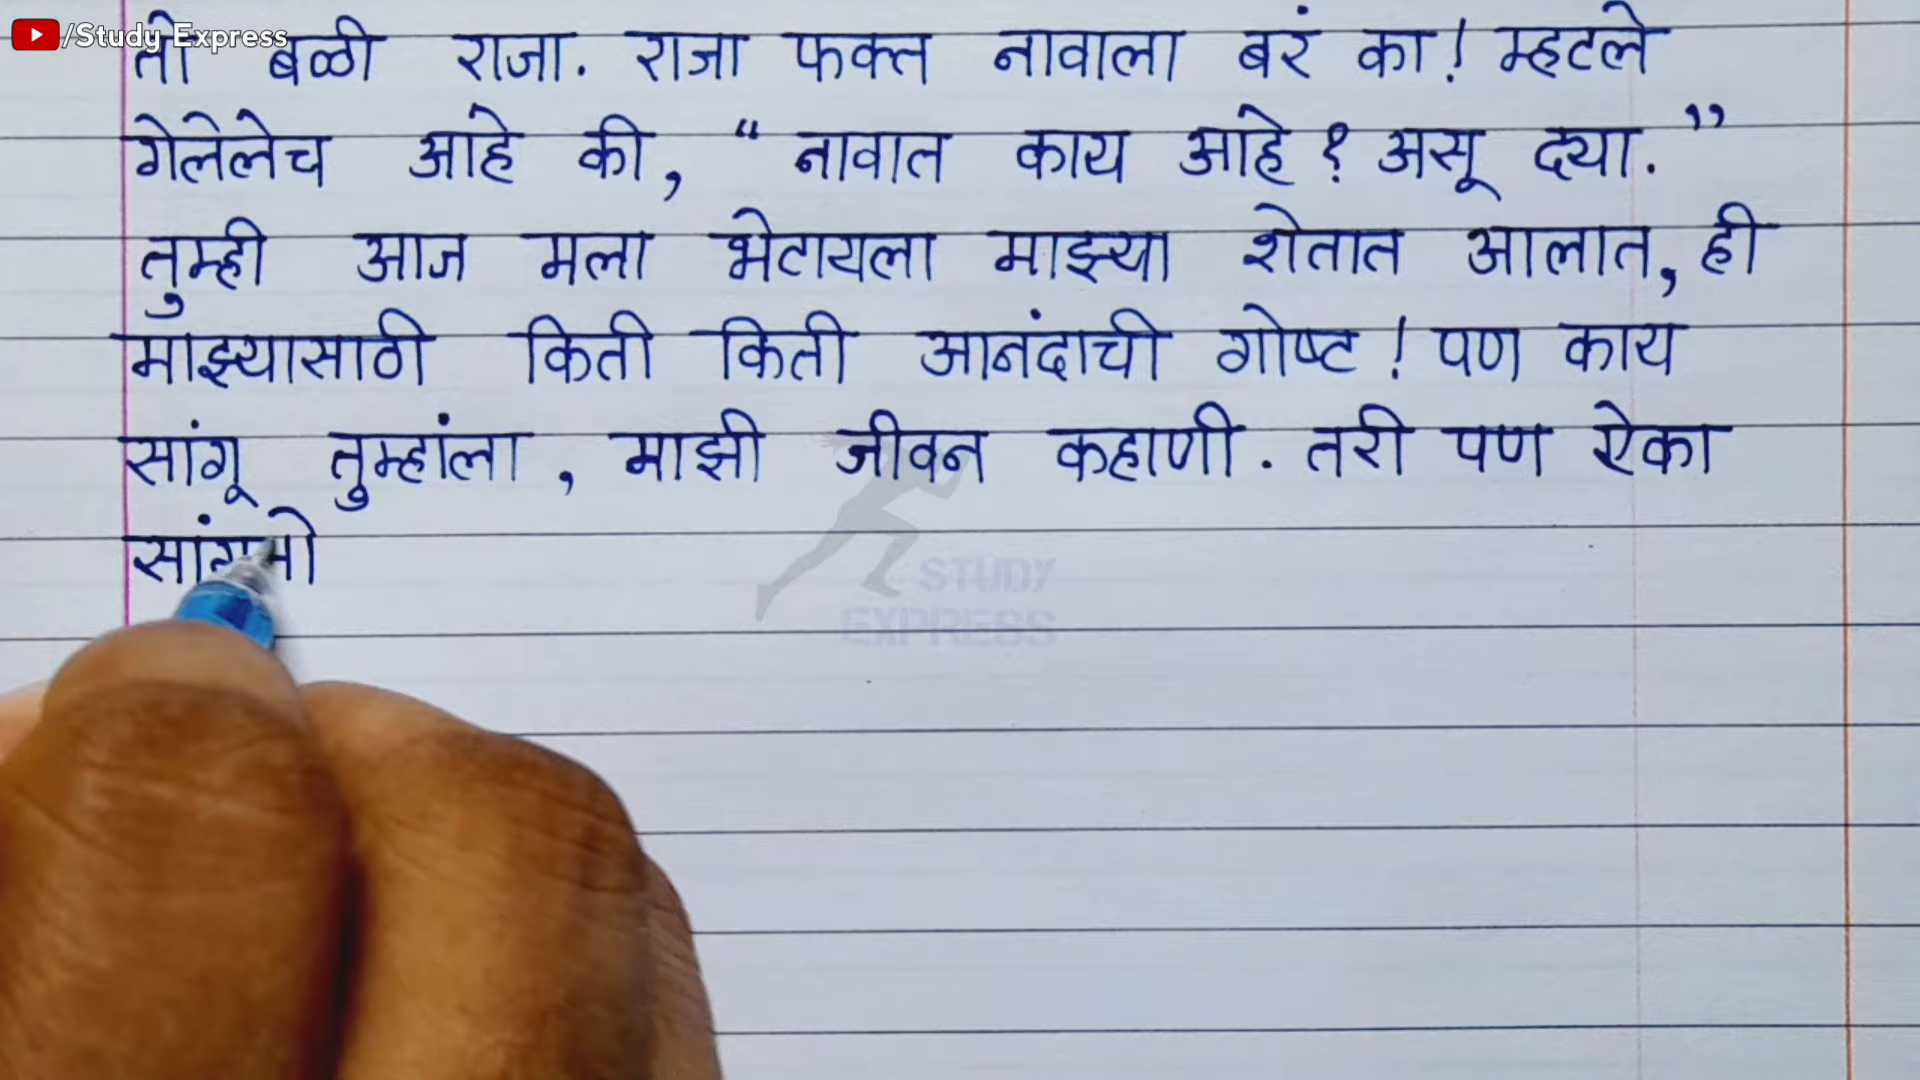 /Study Express
तो बळी राजा. राजा फक्त नावाला बरं का! म्हटले
गेलेलेच आहे की, “ नावात काय आहे ? असू द्या. ”
तुम्ही आज मला भेटायला माझ्या शेतात आलात, ही
माझ्यासाठी किती किती आनंदाची गोष्ट ! पण काय
सांगू तुम्हांला , माझी जीवन कहाणी . तरी पण ऐका
सांगतो
STUDY
EXPRESS